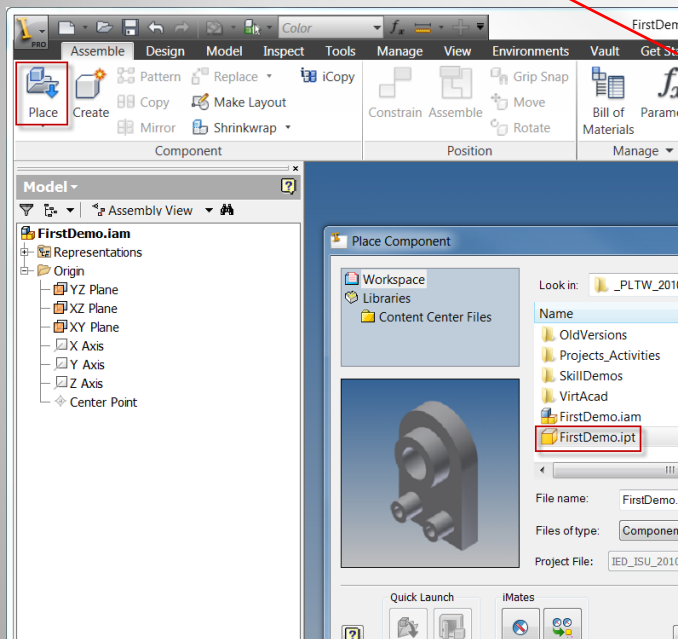 Color
FirstDem
PRO
Assemble Design Model Inspect Tools Manage View Environments Vault Get Sta
Place
Create
Pattern
Replace
iCopy
Copy
Make Layout
Mirror
Shrinkwrap
Constrain
Assemble
Grip Snap
Move
Rotate
Bill of
Materials
Parame
Component
Position
Manage
Model
Assembly View
FirstDemo.iam
Representations
Origin
YZ Plane
XZ Plane
XY Plane
X Axis
Y Axis
Z Axis
Center Point
Place Component
Workspace
Libraries
Content Center Files
Look in:
_PLTW_2010
Name
OldVersions
Projects_Activities
SkillDemos
VirtAcad
FirstDemo.iam
FirstDemo.ipt
File name:
FirstDemo.
Files of type:
Componen
Project File:
IED_ISU_2010
Quick Launch
iMates